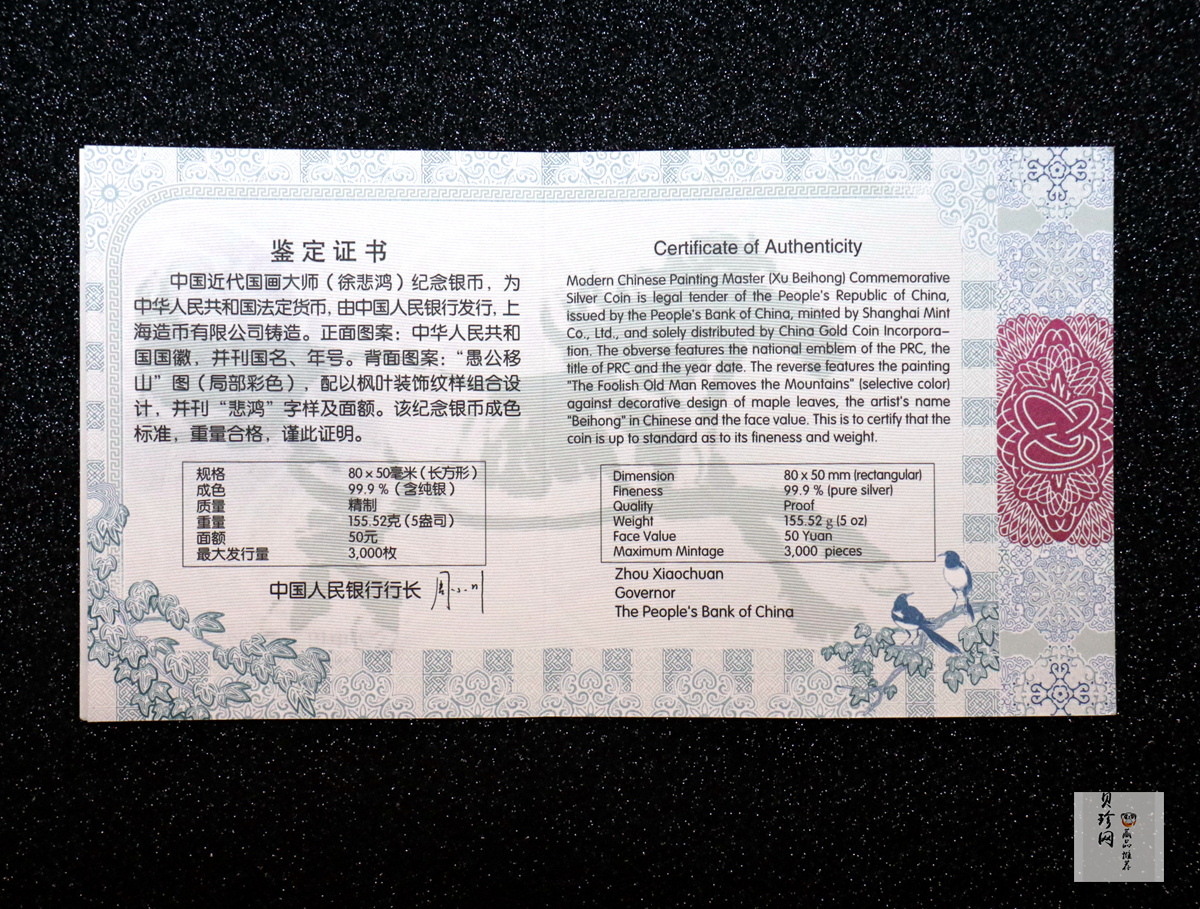 鉴定证书
中国近代国画大师（徐悲鸿）纪念银币，为
中华人民共和国法定货币，由中国人民银行发行，上
海造币有限公司铸造。正面图案：中华人民共和
国国徽，并刊国名、年号。背面图案：“愚公移
山”图（局部彩色），配以枫叶装饰纹样组合设
计，并刊“悲鸿”字样及面额。该纪念银币成色
标准，重量合格，谨此证明。
规格 80×50毫米（长方形）
成色 99.9％（含纯银）
质量 精制
重量 155.52克（5盎司）
面额 50元
最大发行量 3,000枚
中国人民银行行长
Certificate of Authenticity
Modern Chinese Painting Master (Xu Beihong) Commemorative
Silver Coin is legal tender of the People's Republic of China,
issued by the People's Bank of China, minted by Shanghai Mint
Co., Ltd., and solely distributed by China Gold Coin Incorpora–
tion. The obverse features the national emblem of the PRC, the
title of PRC and the year date. The reverse features the painting
"The Foolish Old Man Removes the Mountains" (selective color)
against decorative design of maple leaves, the artist's name
"Beihong" in Chinese and the face value. This is to certify that the
coin is up to standard as to its fineness and weight.
Dimension 80 x 50 mm (rectangular)
Fineness 99.9 % (pure silver)
Quality Proof
Weight 155.52 g (5 oz)
Face Value 50 Yuan
Maximum Mintage 3,000 pieces
Zhou Xiaochuan
Governor
The People's Bank of China
贝珍网
藏品推荐